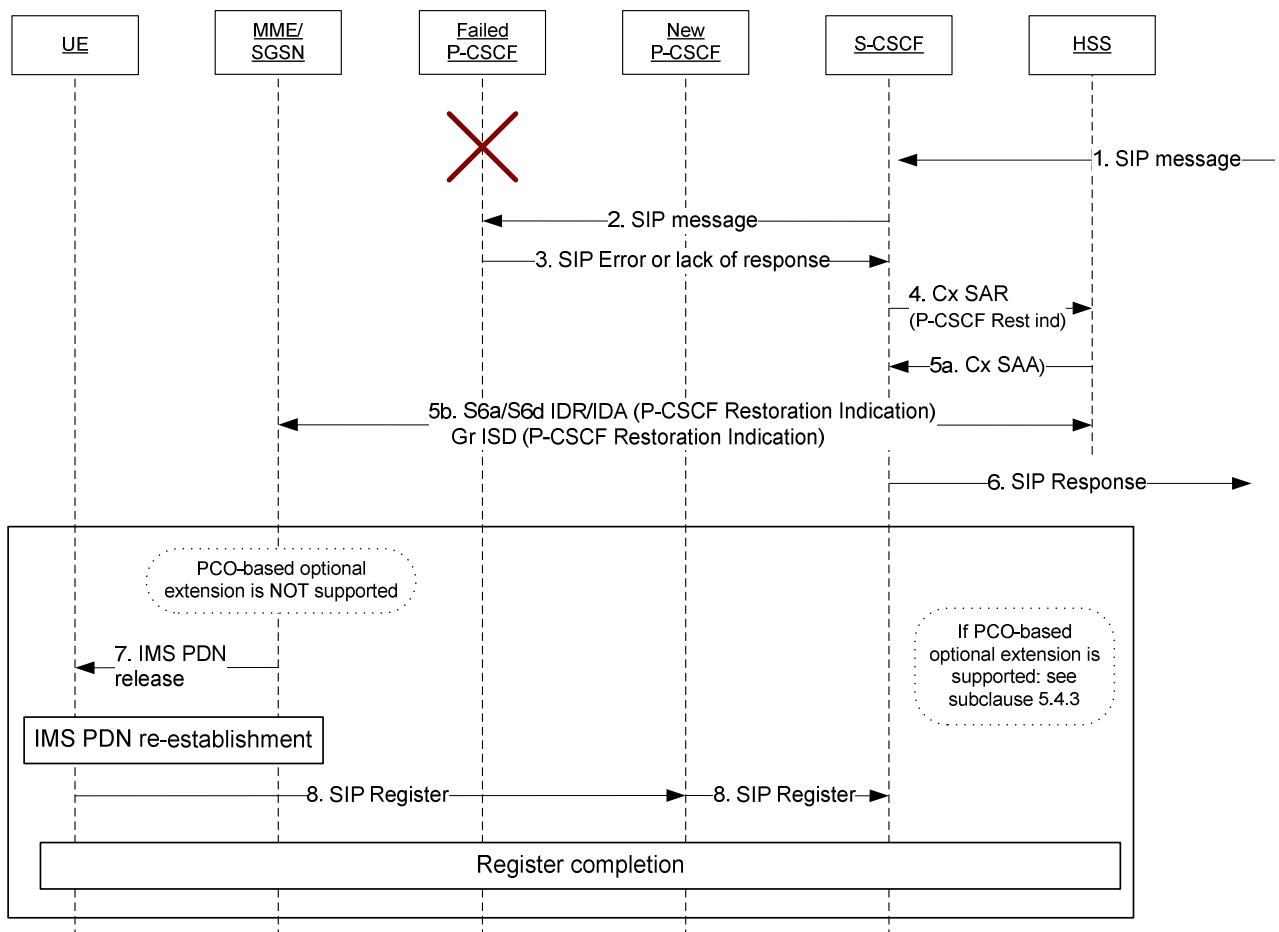 UE
MME/
SGSN
Failed
P-CSCF
New
P-CSCF
S-CSCF
HSS
1. SIP message
2. SIP message
3. SIP Error or lack of response
4. Cx SAR
(P-CSCF Rest ind)
5a. Cx SAA)
5b. S6a/S6d IDR/IDA (P-CSCF Restoration Indication)
Gr ISD (P-CSCF Restoration Indication)
6. SIP Response
PCO-based optional
extension is NOT supported
If PCO-based
optional extension is
supported: see
subclause 5.4.3
7. IMS PDN
release
IMS PDN re-establishment
8. SIP Register
8. SIP Register
Register completion